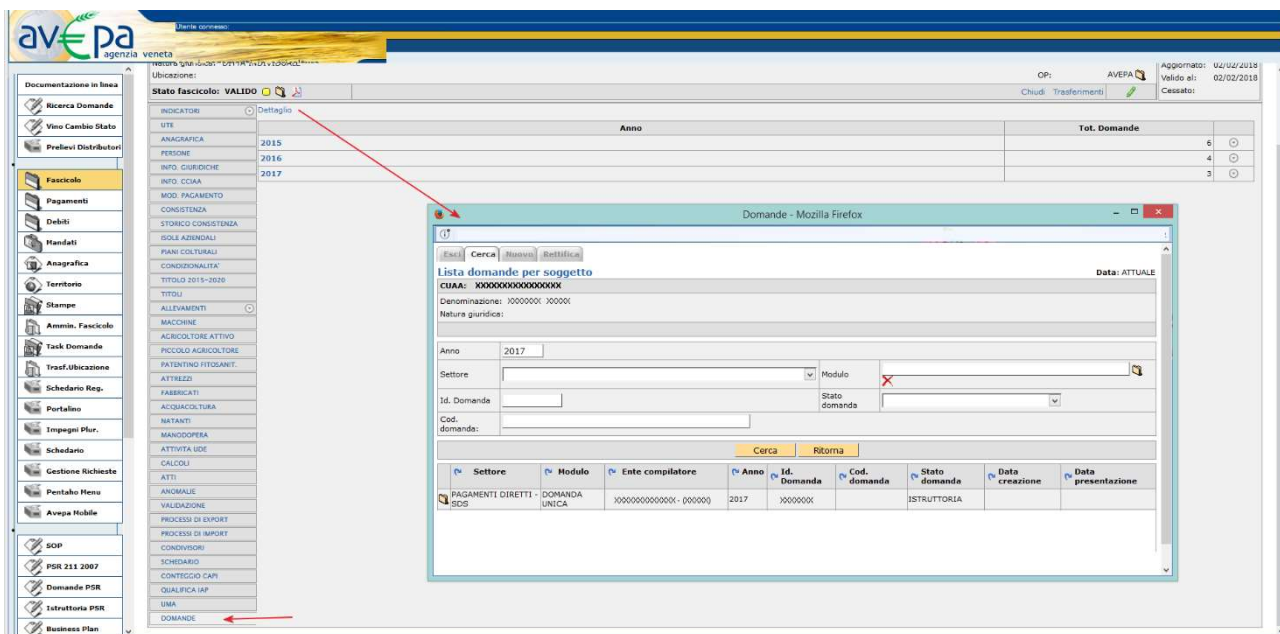 avepa
agenzia veneta
Utente connesso:
Ubicazione:
OP: AVEPA
Aggiornato: 02/02/2018
Valido al: 02/02/2018
Stato fascicolo: VALIDO
Chiudi Trasferimenti
Cessato:
Documentazione in linea
Ricerca Domande
Vino Cambio Stato
Prelievi Distributori
Fascicolo
Pagamenti
Debiti
Mandati
Anagrafica
Territorio
Stampe
Ammin. Fascicolo
Task Domande
Trasf.Ubicazione
Schedario Reg.
Portalino
Impegni Plur.
Schedario
Gestione Richieste
Pentaho Menu
Avepa Mobile
SOP
PSR 211 2007
Domande PSR
Istruttoria PSR
Business Plan
INDICATORI
UTE
ANAGRAFICA
PERSONE
INFO. GIURIDICHE
INFO. CCIAA
MOD. PAGAMENTO
CONSISTENZA
STORICO CONSISTENZA
ISOLE AZIENDALI
PIANI COLTURALI
CONDIZIONALITA'
TITOLO 2015-2020
TITOLI
ALLEVAMENTI
MACCHINE
AGRICOLTORE ATTIVO
PICCOLO AGRICOLTORE
PATENTINO FITOSANIT.
ATTREZZI
FABBRICATI
ACQUACOLTURA
NATANTI
MANODOPERA
ATTIVITA UDE
CALCOLI
ATTI
ANOMALIE
VALIDAZIONE
PROCESSI DI EXPORT
PROCESSI DI IMPORT
CONDIVISORI
SCHEDARIO
CONTEGGIO CAPI
QUALIFICA IAP
UMA
DOMANDE
Dettaglio
Anno Tot. Domande
2015 6
2016 4
2017 3
Domande - Mozilla Firefox
Esci Cerca Nuovo Rettifica
Lista domande per soggetto Data: ATTUALE
CUAA: XXXXXXXXXXXXXXXX
Denominazione: XXXXXXX XXXXX
Natura giuridica:
Anno 2017
Settore Modulo
Id. Domanda Stato domanda
Cod. domanda:
Cerca Ritorna
Settore Modulo Ente compilatore Anno Id. Domanda Cod. domanda Stato domanda Data creazione Data presentazione
PAGAMENTI DIRETTI - SDS DOMANDA UNICA XXXXXXXXXXXXX - (XXXXX) 2017 XXXXXXX ISTRUTTORIA